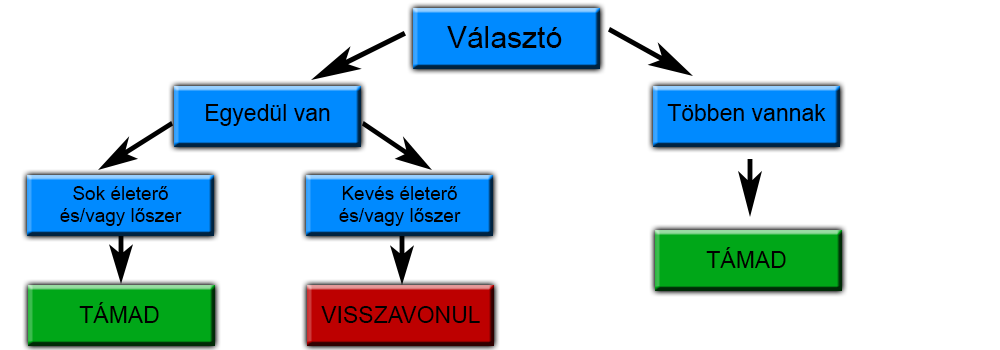 Választó
Egyedül van
Többen vannak
Sok életerő
és/vagy lőszer
Kevés életerő
és/vagy lőszer
TÁMAD
TÁMAD
VISSZAVONUL